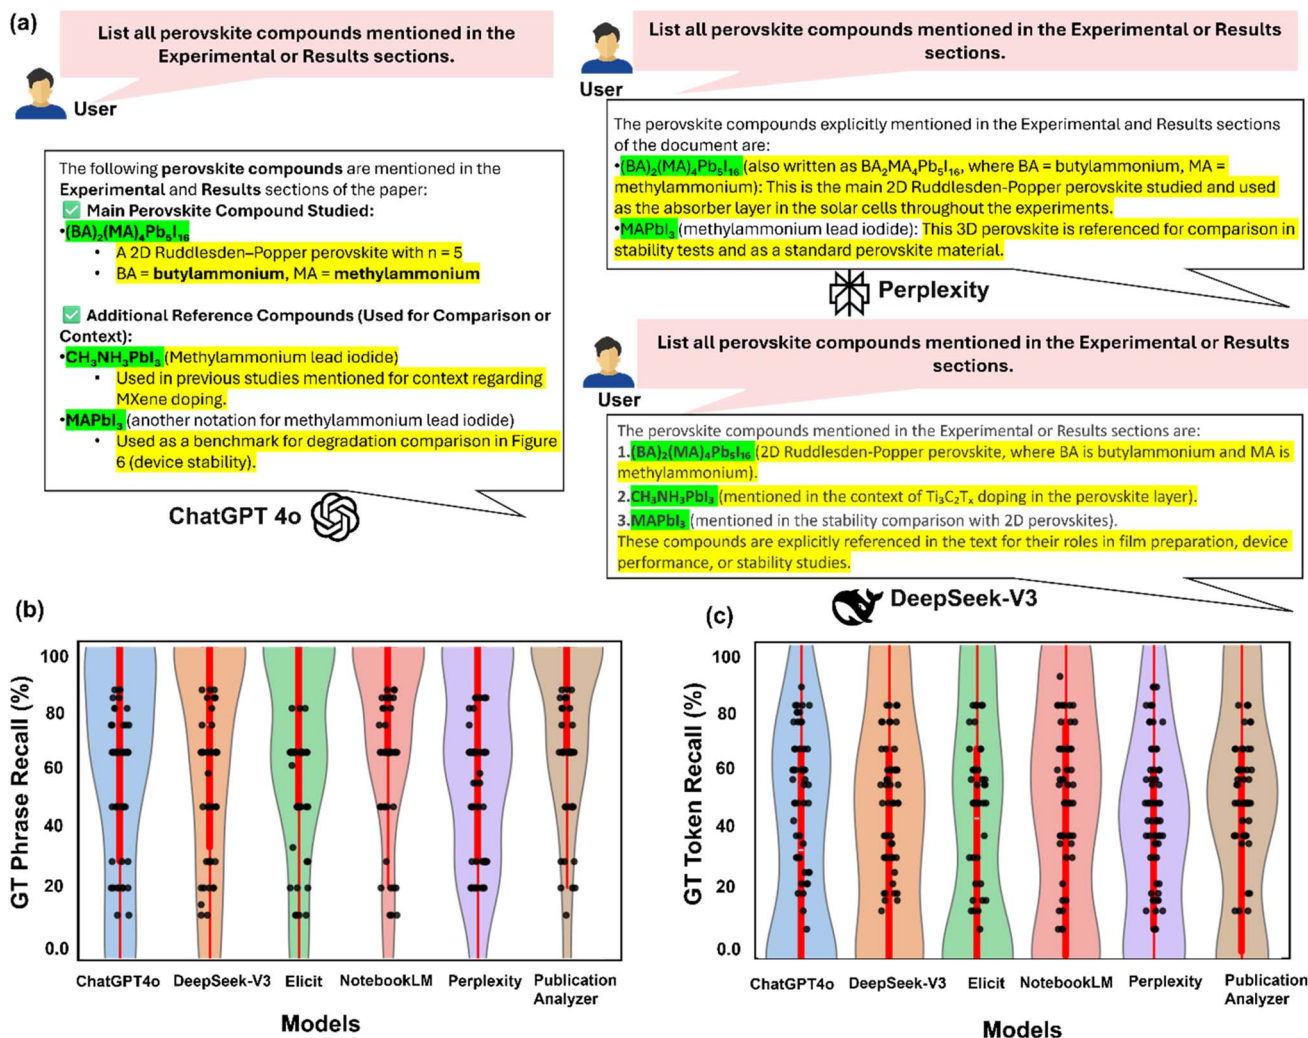 (a)
List all perovskite compounds mentioned in the
Experimental or Results sections.
User
The following perovskite compounds are mentioned in the
Experimental and Results sections of the paper:
✅ Main Perovskite Compound Studied:
•(BA)₂(MA)₄Pb₅I₁₆
• A 2D Ruddlesden–Popper perovskite with n = 5
• BA = butylammonium, MA = methylammonium
✅ Additional Reference Compounds (Used for Comparison or
Context):
•CH₃NH₃PbI₃ (Methylammonium lead iodide)
• Used in previous studies mentioned for context regarding
MXene doping.
•MAPbI₃ (another notation for methylammonium lead iodide)
• Used as a benchmark for degradation comparison in Figure
6 (device stability).
ChatGPT 4o
List all perovskite compounds mentioned in the Experimental or Results
sections.
User
The perovskite compounds explicitly mentioned in the Experimental and Results sections
of the document are:
•(BA)₂(MA)₄Pb₅I₁₆ (also written as BA₂MA₄Pb₅I₁₆, where BA = butylammonium, MA =
methylammonium): This is the main 2D Ruddlesden-Popper perovskite studied and used
as the absorber layer in the solar cells throughout the experiments.
•MAPbI₃ (methylammonium lead iodide): This 3D perovskite is referenced for comparison in
stability tests and as a standard perovskite material.
Perplexity
List all perovskite compounds mentioned in the Experimental or Results
sections.
User
The perovskite compounds mentioned in the Experimental or Results sections are:
1.(BA)₂(MA)₄Pb₅I₁₆ (2D Ruddlesden-Popper perovskite, where BA is butylammonium and MA is
methylammonium).
2.CH₃NH₃PbI₃ (mentioned in the context of Ti₃C₂Tₓ doping in the perovskite layer).
3.MAPbI₃ (mentioned in the stability comparison with 2D perovskites).
These compounds are explicitly referenced in the text for their roles in film preparation, device
performance, or stability studies.
DeepSeek-V3
(b)
GT Phrase Recall (%)
100
80
60
40
20
0.0
ChatGPT4o
DeepSeek-V3
Elicit
NotebookLM
Perplexity
Publication
Analyzer
Models
(c)
GT Token Recall (%)
100
80
60
40
20
0.0
ChatGPT4o
DeepSeek-V3
Elicit
NotebookLM
Perplexity
Publication
Analyzer
Models